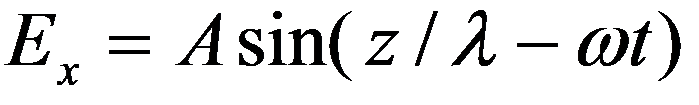 Eₓ = A sin( z / λ − ωt)